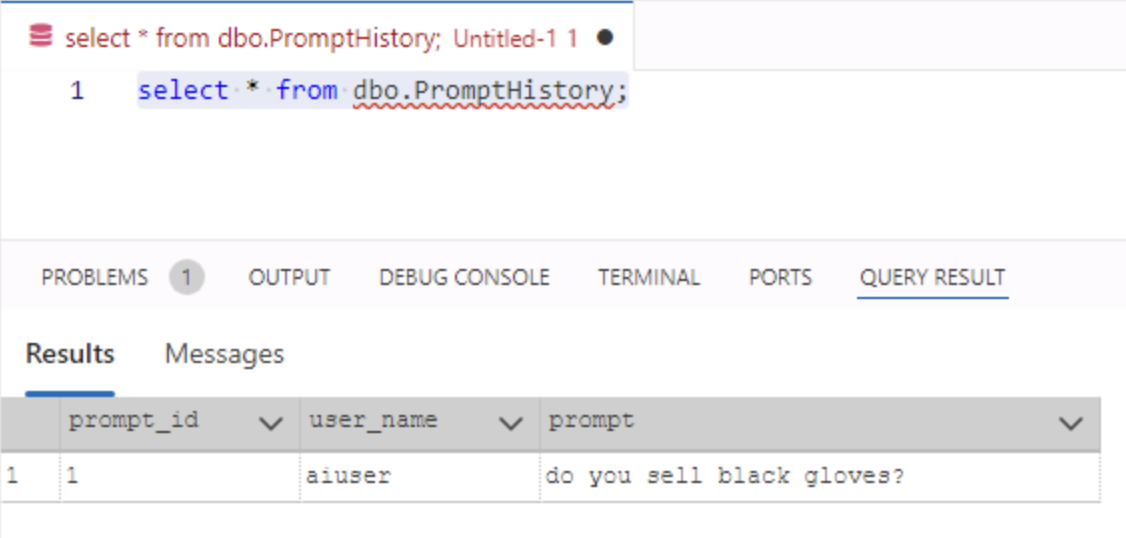 select * from dbo.PromptHistory; Untitled-1 1
1 select * from dbo.PromptHistory;
PROBLEMS 1 OUTPUT DEBUG CONSOLE TERMINAL PORTS QUERY RESULT
Results Messages
prompt_id user_name prompt
1 1 aiuser do you sell black gloves?